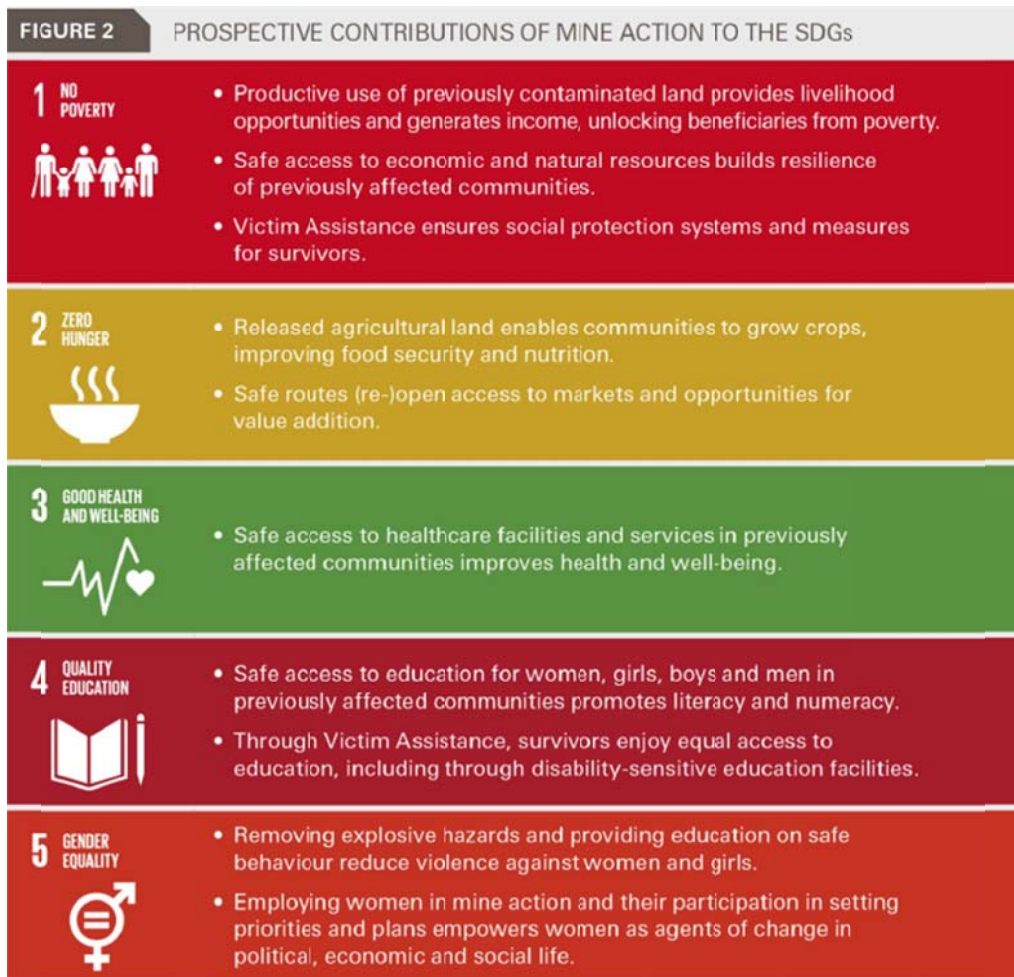 FIGURE 2
PROSPECTIVE CONTRIBUTIONS OF MINE ACTION TO THE SDGs
1 NO
POVERTY
• Productive use of previously contaminated land provides livelihood
opportunities and generates income, unlocking beneficiaries from poverty.
• Safe access to economic and natural resources builds resilience
of previously affected communities.
• Victim Assistance ensures social protection systems and measures
for survivors.
2 ZERO
HUNGER
• Released agricultural land enables communities to grow crops,
improving food security and nutrition.
• Safe routes (re-)open access to markets and opportunities for
value addition.
3 GOOD HEALTH
AND WELL-BEING
• Safe access to healthcare facilities and services in previously
affected communities improves health and well-being.
4 QUALITY
EDUCATION
• Safe access to education for women, girls, boys and men in
previously affected communities promotes literacy and numeracy.
• Through Victim Assistance, survivors enjoy equal access to
education, including through disability-sensitive education facilities.
5 GENDER
EQUALITY
• Removing explosive hazards and providing education on safe
behaviour reduce violence against women and girls.
• Employing women in mine action and their participation in setting
priorities and plans empowers women as agents of change in
political, economic and social life.